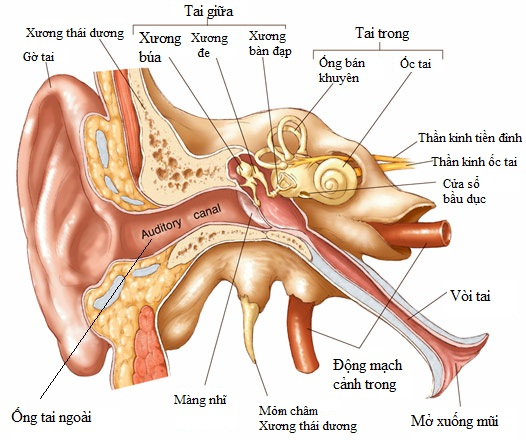 Tai giữa
Xương thái dương
Xương
búa
Xương
đe
Xương
bàn đạp
Tai trong
Gờ tai
Ống bán
khuyên
Ốc tai
Thần kinh tiền đình
Thần kinh ốc tai
Cửa sổ
bầu dục
Auditory canal
Vòi tai
Động mạch
cảnh trong
Ống tai ngoài
Màng nhĩ
Mỏm châm
Xương thái dương
Mở xuống mũi